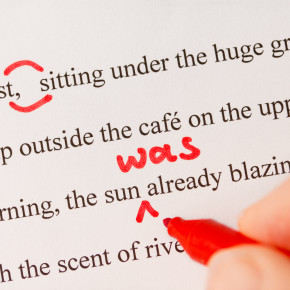 st, sitting under the huge gr
p outside the café on the upp
was
rning, the sun already blazin
h the scent of rive